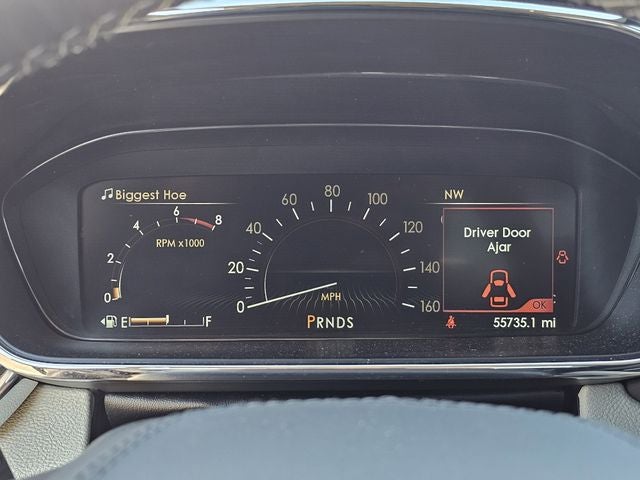 Biggest Hoe
NW
0 2 4 6 8
RPM x1000
0 20 40 60 80 100 120 140 160
MPH
Driver Door
Ajar
OK
E F
PRNDS
55735.1 mi